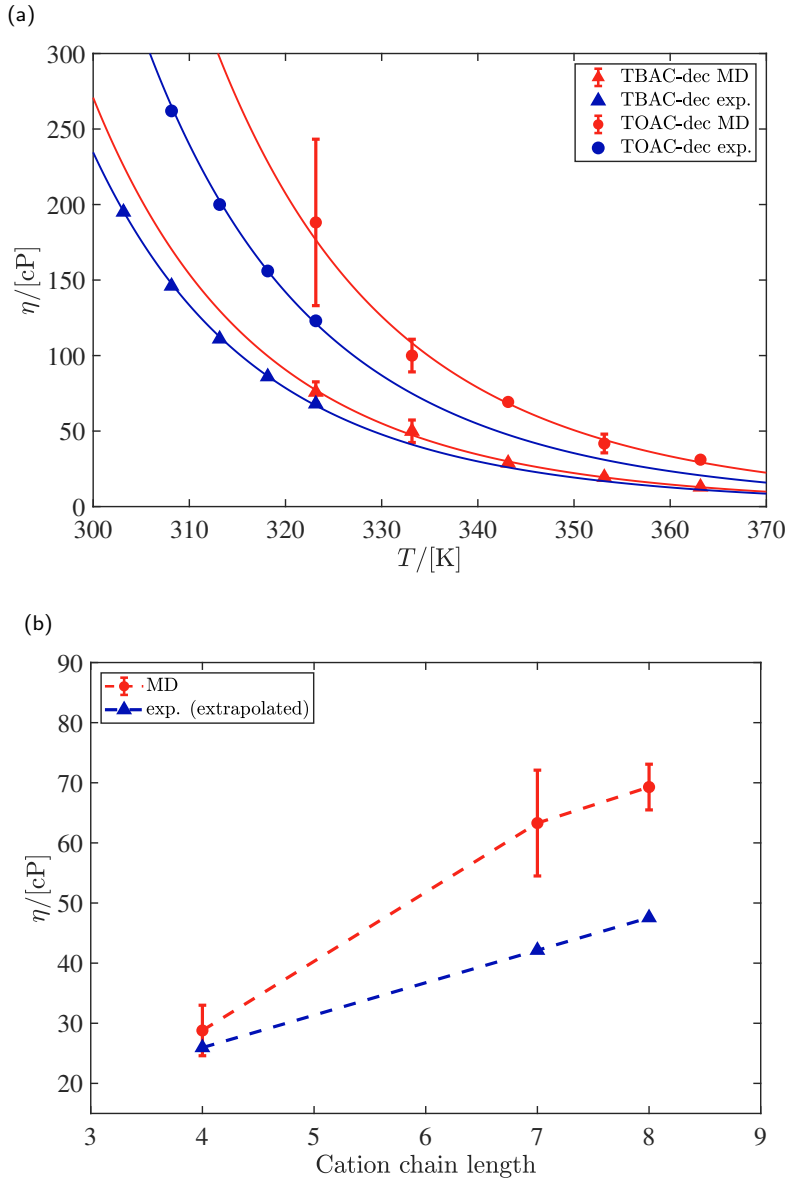 (a)
300
250
200
150
100
50
0
η/[cP]
TBAC-dec MD
TBAC-dec exp.
TOAC-dec MD
TOAC-dec exp.
300 310 320 330 340 350 360 370
T/[K]
(b)
90
80
70
60
50
40
30
20
η/[cP]
MD
exp. (extrapolated)
3 4 5 6 7 8 9
Cation chain length